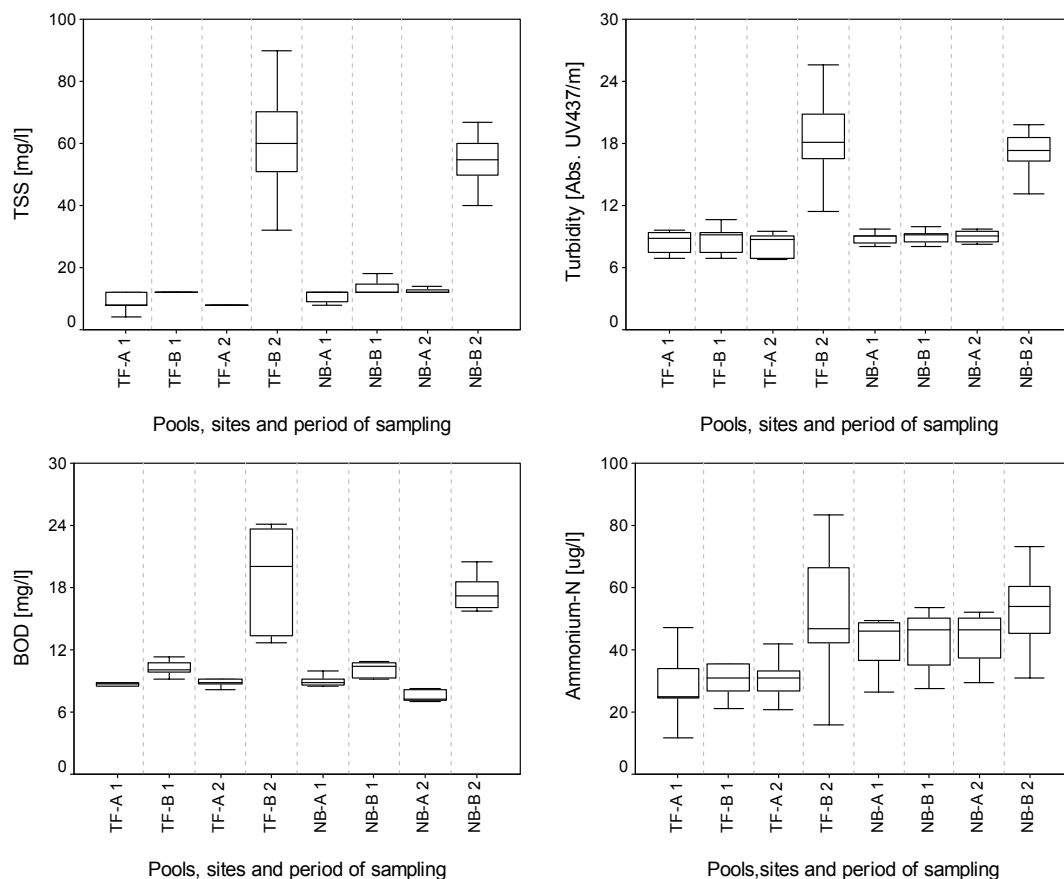 TSS [mg/l]
100
80
60
40
20
0
TF-A 1
TF-B 1
TF-A 2
TF-B 2
NB-A 1
NB-B 1
NB-A 2
NB-B 2
Pools, sites and period of sampling
Turbidity [Abs. UV437/m]
30
24
18
12
6
0
TF-A 1
TF-B 1
TF-A 2
TF-B 2
NB-A 1
NB-B 1
NB-A 2
NB-B 2
Pools, sites and period of sampling
BOD [mg/l]
30
24
18
12
6
0
TF-A 1
TF-B 1
TF-A 2
TF-B 2
NB-A 1
NB-B 1
NB-A 2
NB-B 2
Pools, sites and period of sampling
Ammonium-N [ug/l]
100
80
60
40
20
0
TF-A 1
TF-B 1
TF-A 2
TF-B 2
NB-A 1
NB-B 1
NB-A 2
NB-B 2
Pools,sites and period of sampling